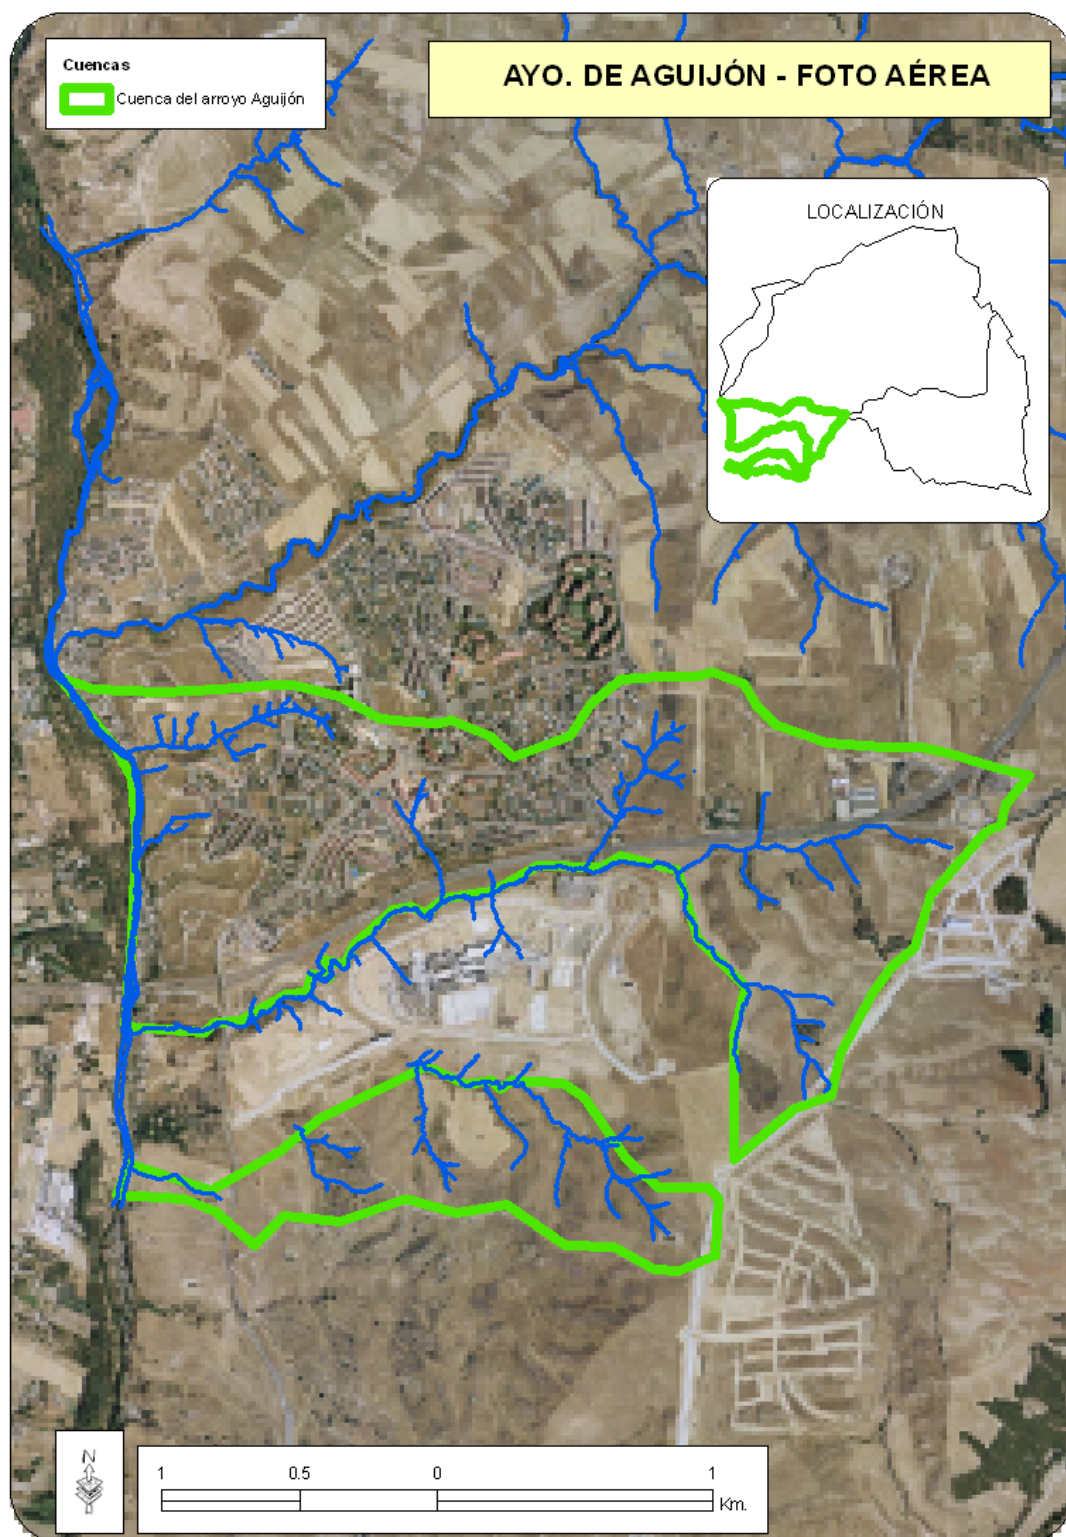 Cuencas
Cuenca del arroyo Aguijón
AYO. DE AGUIJÓN - FOTO AÉREA
LOCALIZACIÓN
N
1 0.5 0 1
Km.